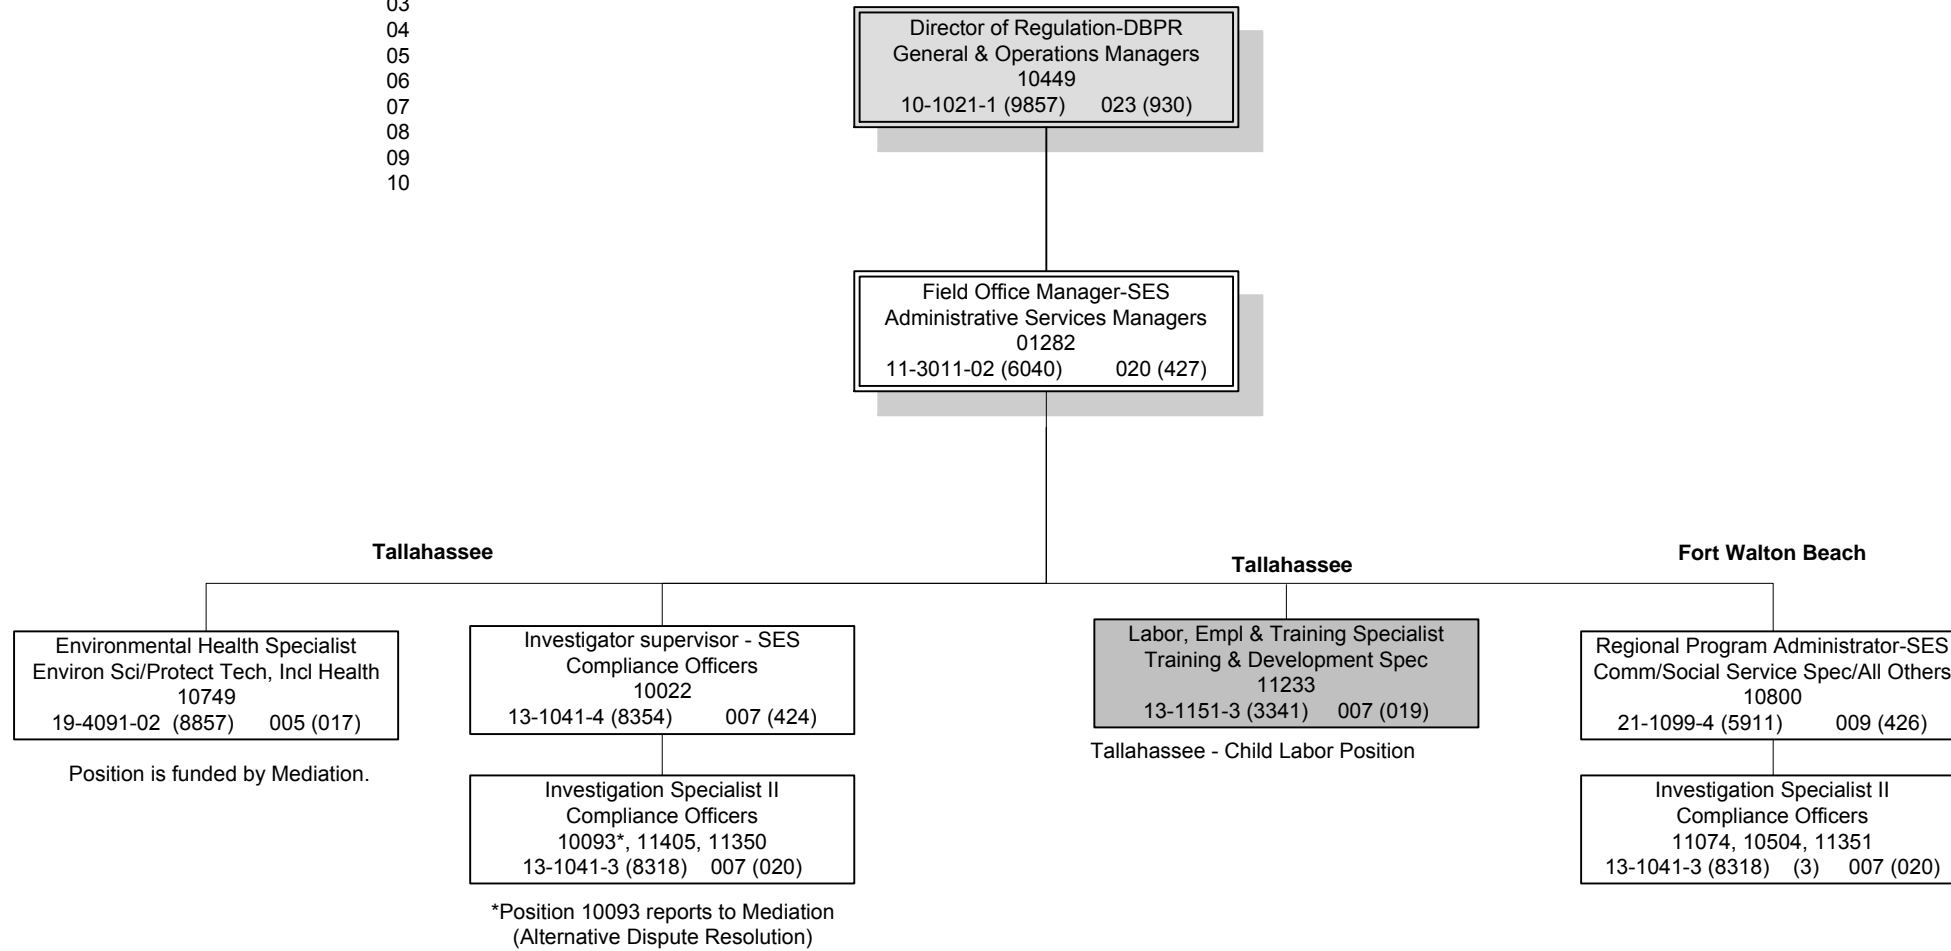 03
04
05
06
07
08
09
10
Director of Regulation-DBPR
General & Operations Managers
10449
10-1021-1 (9857) 023 (930)
Field Office Manager-SES
Administrative Services Managers
01282
11-3011-02 (6040) 020 (427)
Tallahassee
Tallahassee
Fort Walton Beach
Environmental Health Specialist
Environ Sci/Protect Tech, Incl Health
10749
19-4091-02 (8857) 005 (017)
Position is funded by Mediation.
Investigator supervisor - SES
Compliance Officers
10022
13-1041-4 (8354) 007 (424)
Investigation Specialist II
Compliance Officers
10093*, 11405, 11350
13-1041-3 (8318) 007 (020)
*Position 10093 reports to Mediation
(Alternative Dispute Resolution)
Labor, Empl & Training Specialist
Training & Development Spec
11233
13-1151-3 (3341) 007 (019)
Tallahassee - Child Labor Position
Regional Program Administrator-SES
Comm/Social Service Spec/All Others
10800
21-1099-4 (5911) 009 (426)
Investigation Specialist II
Compliance Officers
11074, 10504, 11351
13-1041-3 (8318) (3) 007 (020)